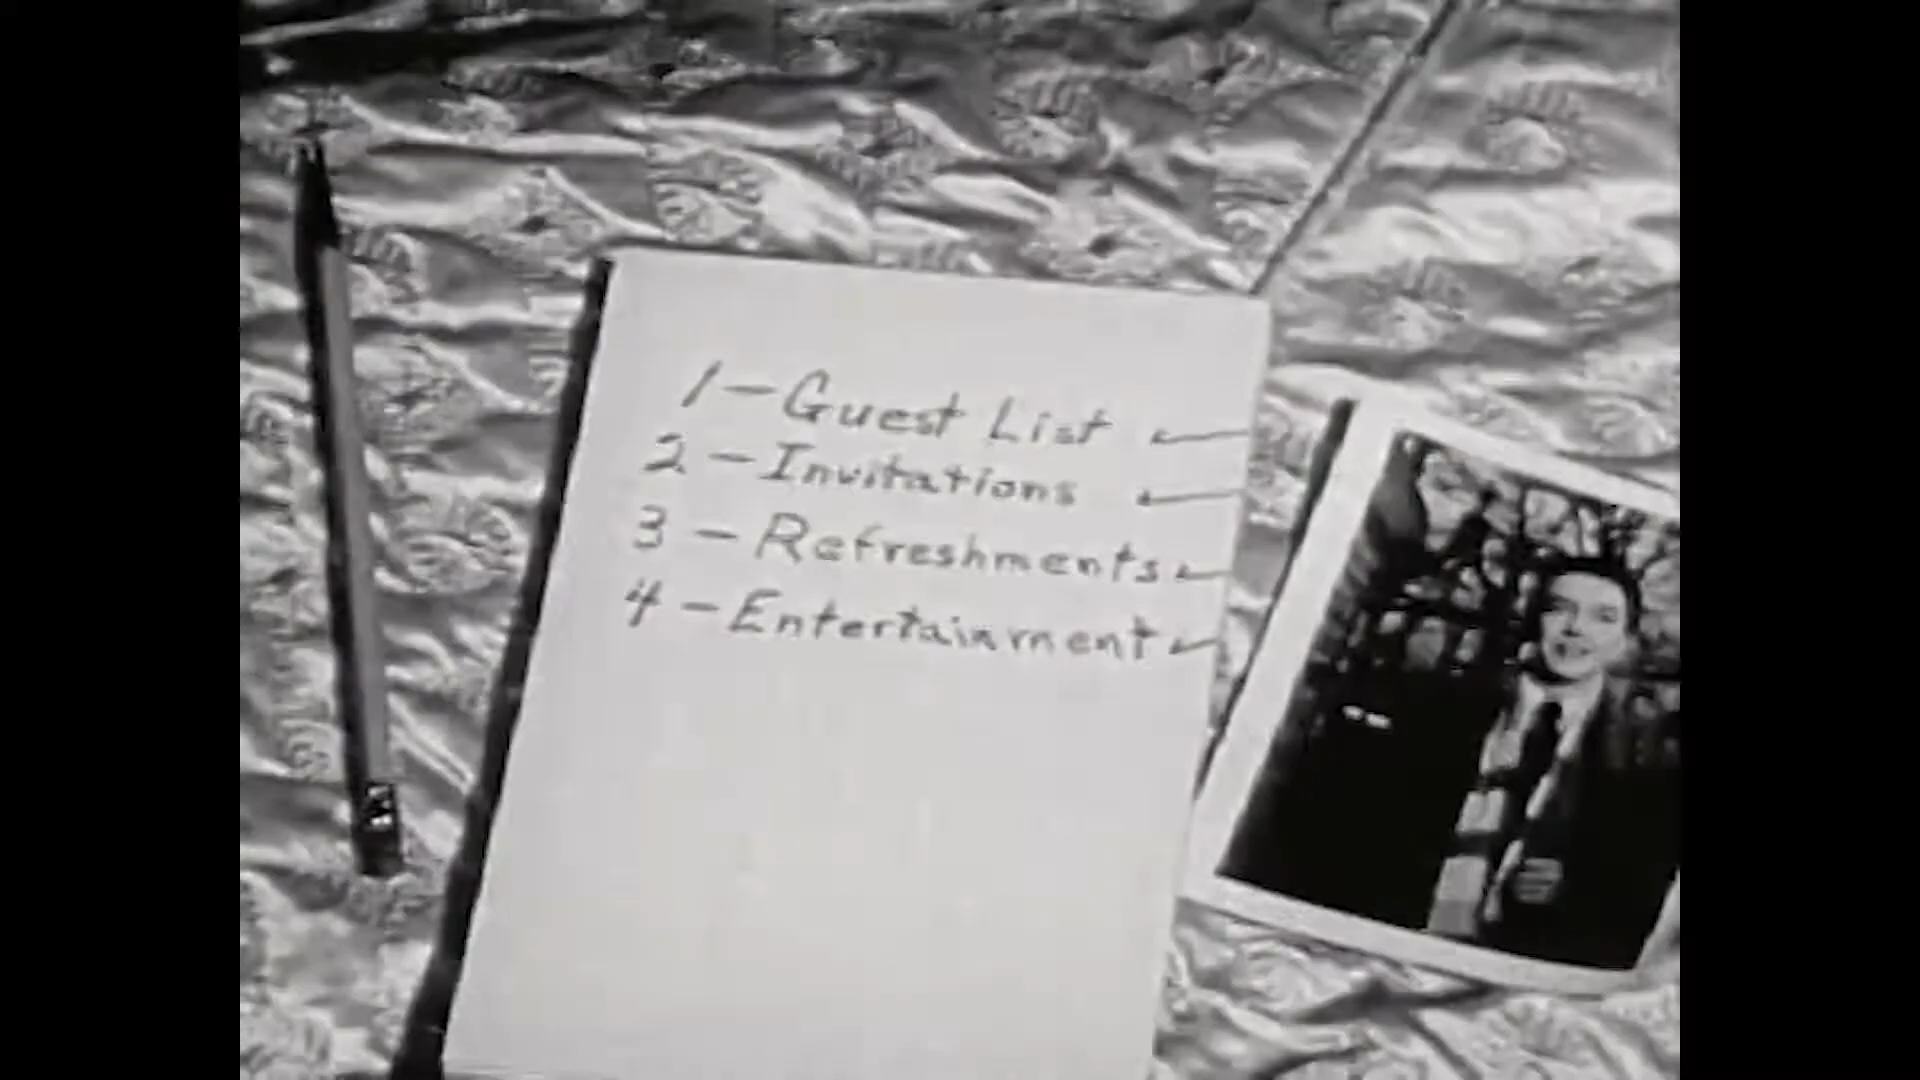 1 — Guest List
2 — Invitations
3 — Refreshments
4 — Entertainment